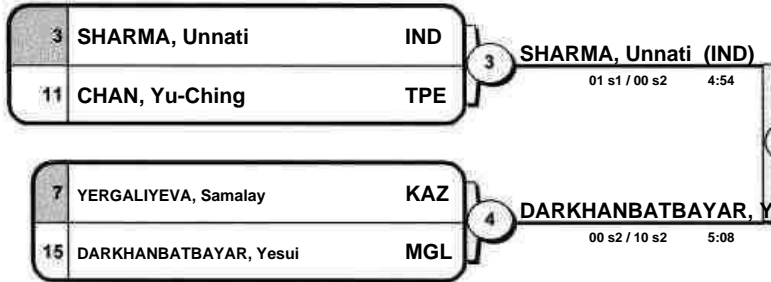 3 SHARMA, Unnati IND
11 CHAN, Yu-Ching TPE
3 SHARMA, Unnati (IND)
01 s1 / 00 s2 4:54
7 YERGALIYEVA, Samalay KAZ
15 DARKHANBATBAYAR, Yesui MGL
4 DARKHANBATBAYAR, Y
00 s2 / 10 s2 5:08